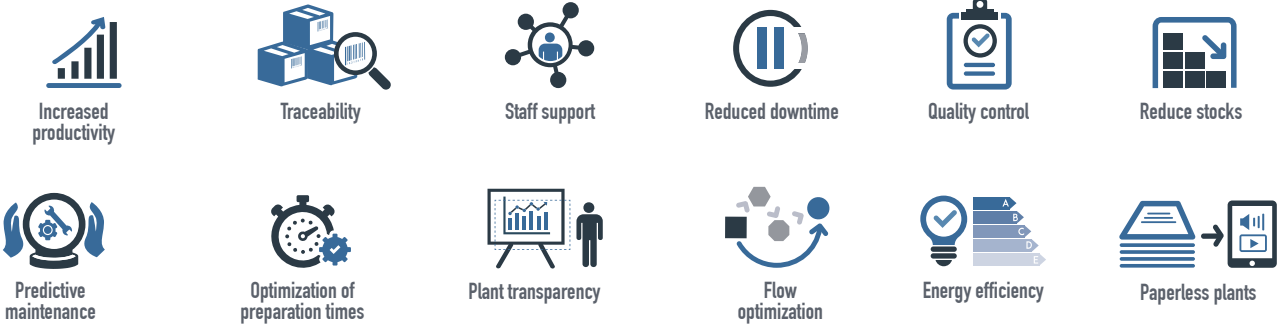 Increased
productivity
Traceability
Staff support
Reduced downtime
Quality control
Reduce stocks
Predictive
maintenance
Optimization of
preparation times
Plant transparency
Flow
optimization
A
B
C
D
E
Energy efficiency
Paperless plants